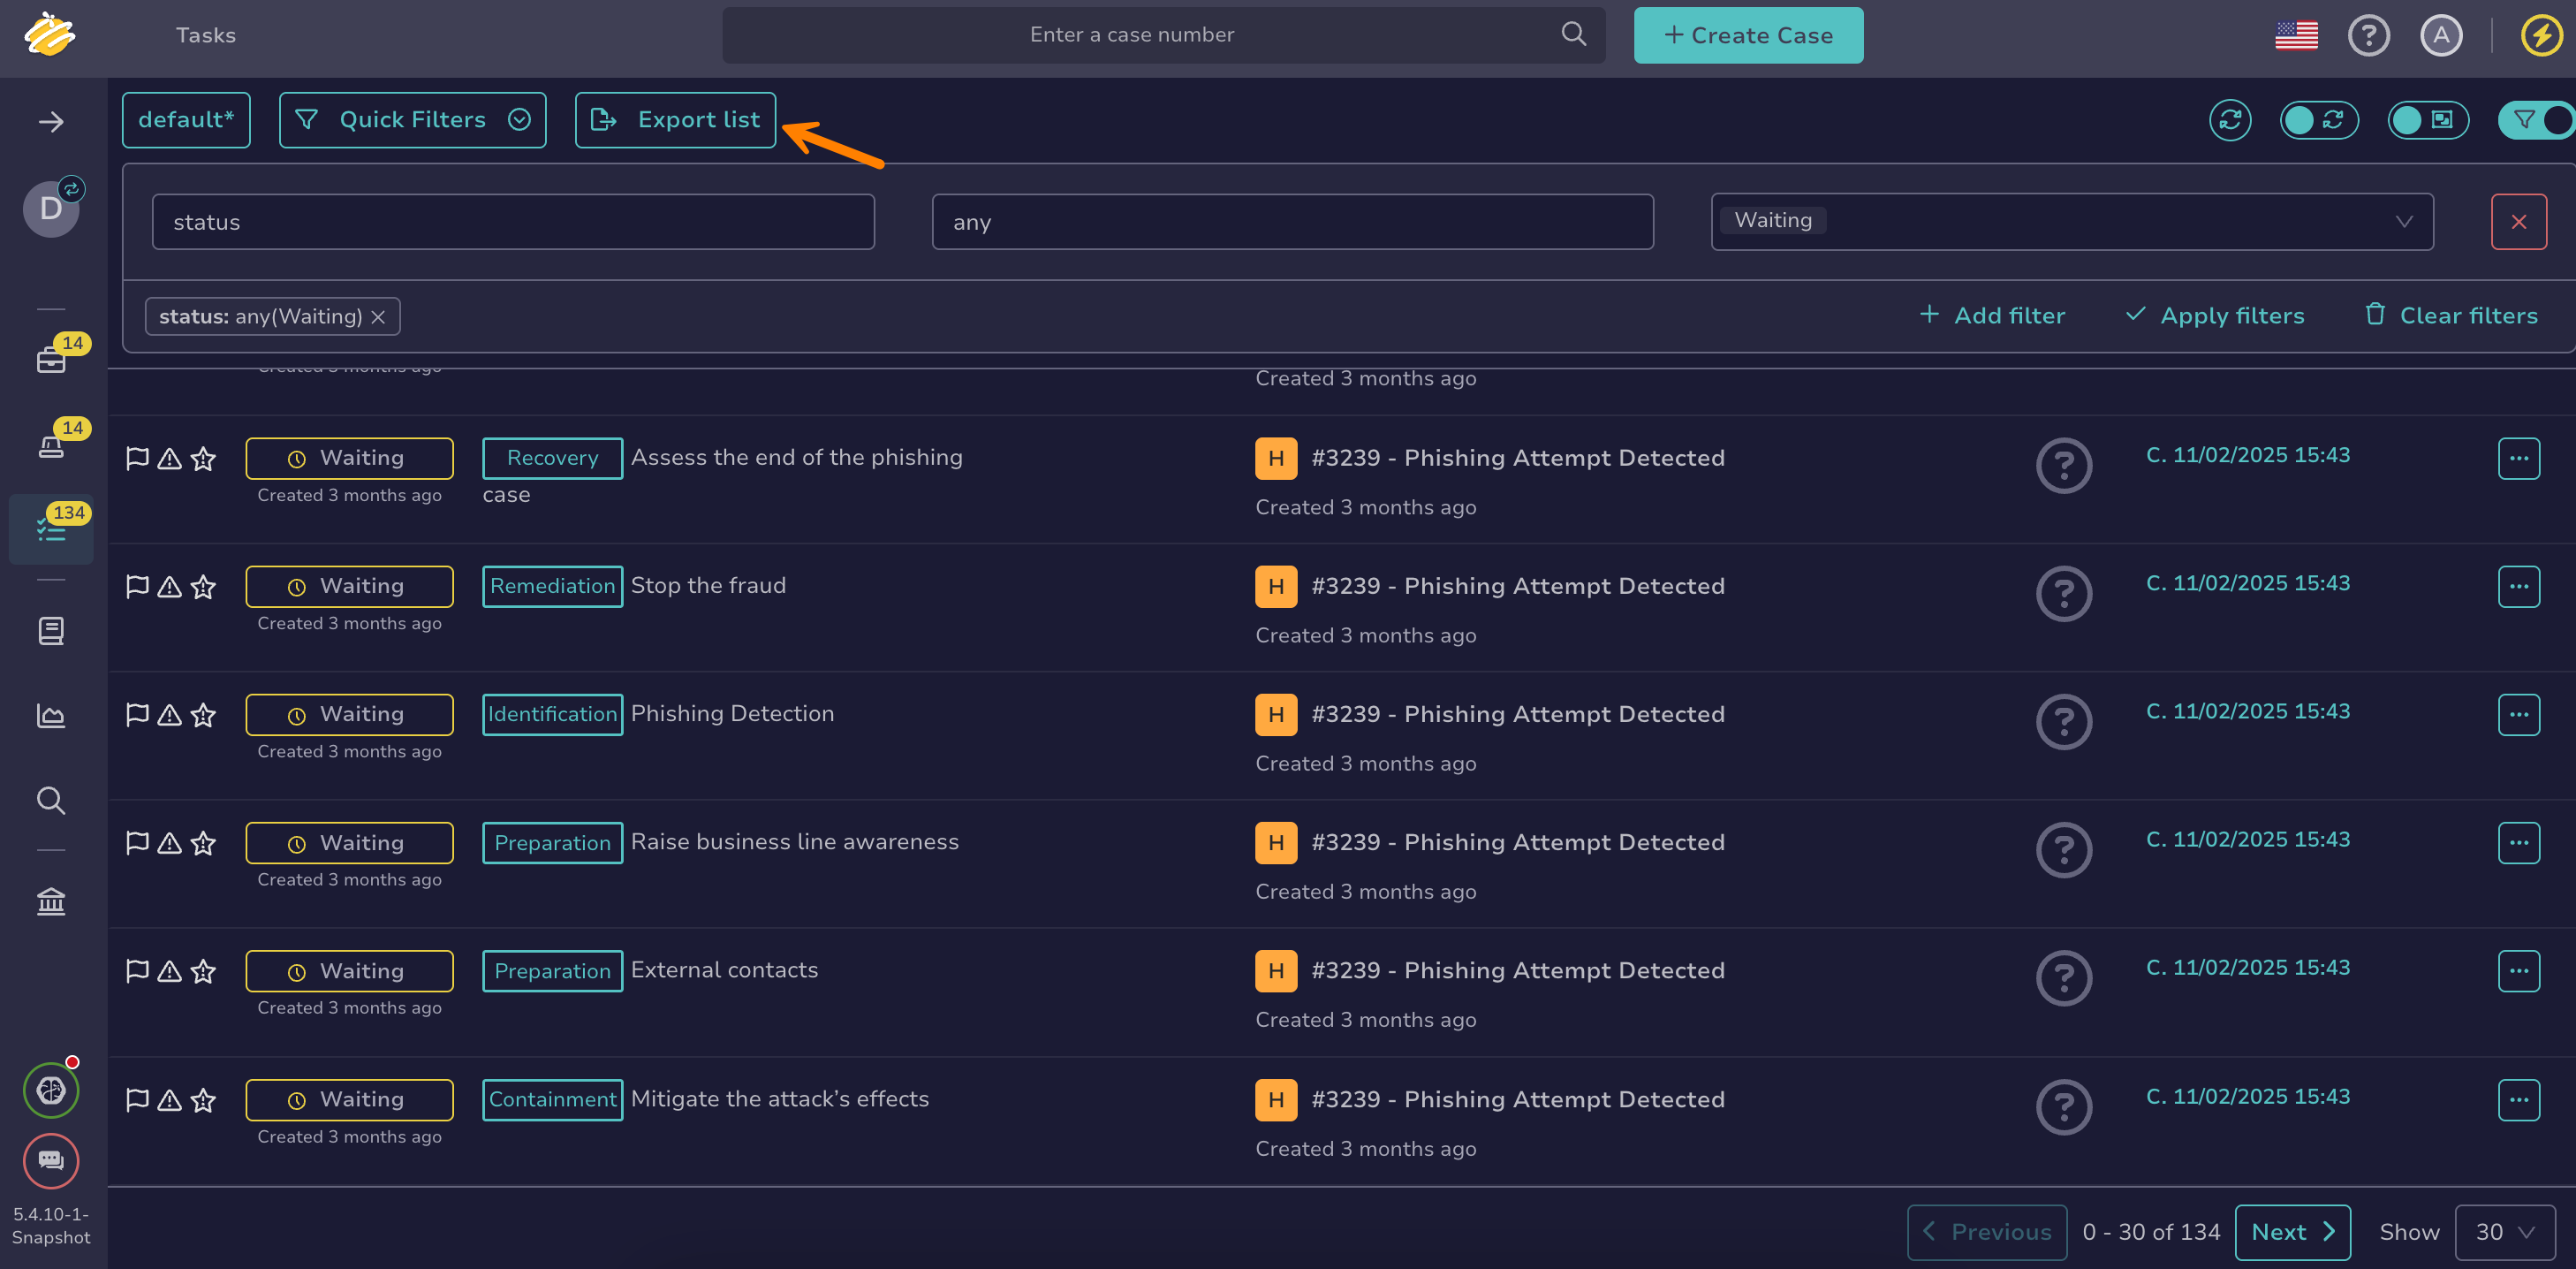 Tasks
Enter a case number
+ Create Case
A
default*
Quick Filters
Export list
D
status
any
Waiting
status: any(Waiting)
Add filter
Apply filters
Clear filters
14
14
134
Created 3 months ago
Created 3 months ago
Waiting
Recovery
Assess the end of the phishing case
H
#3239 - Phishing Attempt Detected
C. 11/02/2025 15:43
Created 3 months ago
Created 3 months ago
Waiting
Remediation
Stop the fraud
H
#3239 - Phishing Attempt Detected
C. 11/02/2025 15:43
Created 3 months ago
Created 3 months ago
Waiting
Identification
Phishing Detection
H
#3239 - Phishing Attempt Detected
C. 11/02/2025 15:43
Created 3 months ago
Created 3 months ago
Waiting
Preparation
Raise business line awareness
H
#3239 - Phishing Attempt Detected
C. 11/02/2025 15:43
Created 3 months ago
Created 3 months ago
Waiting
Preparation
External contacts
H
#3239 - Phishing Attempt Detected
C. 11/02/2025 15:43
Created 3 months ago
Created 3 months ago
Waiting
Containment
Mitigate the attack’s effects
H
#3239 - Phishing Attempt Detected
C. 11/02/2025 15:43
Created 3 months ago
Created 3 months ago
5.4.10-1-
Snapshot
Previous
0 - 30 of 134
Next
Show
30